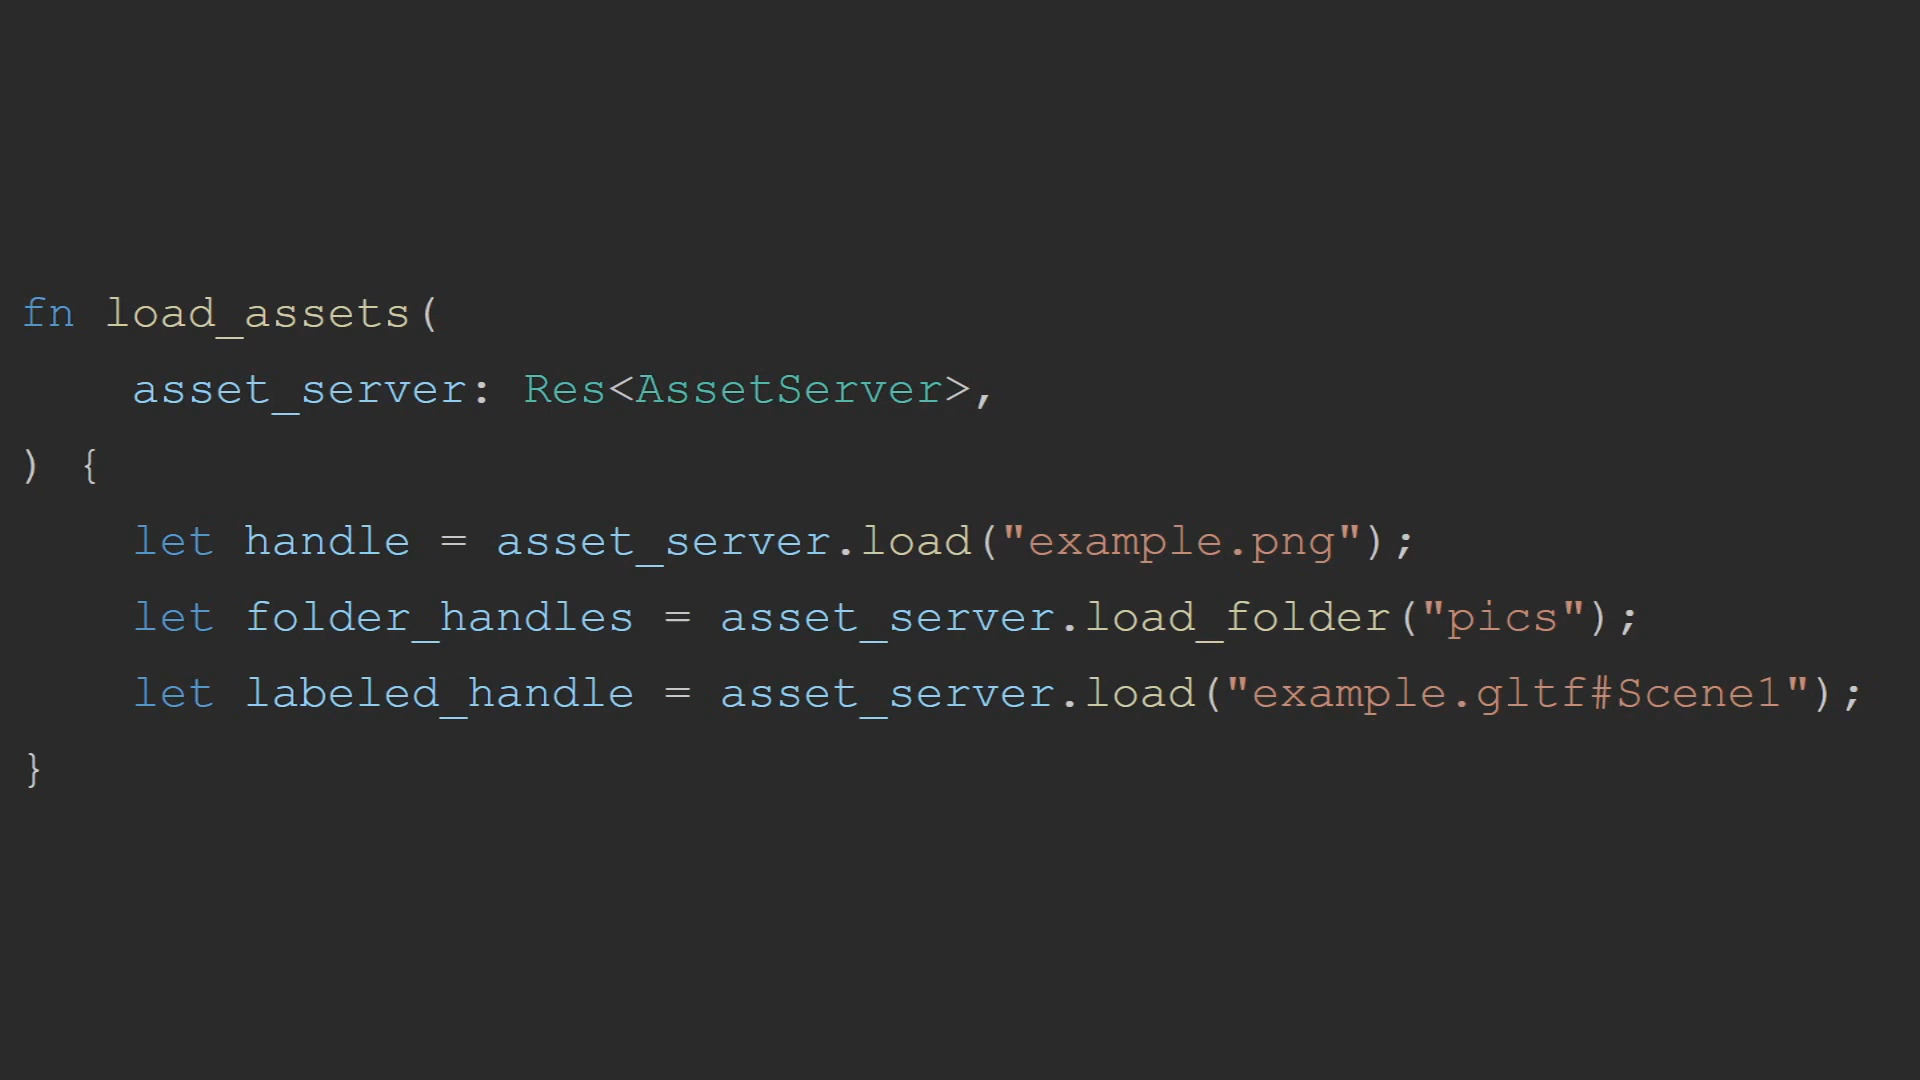 fn load_assets(
    asset_server: Res<AssetServer>,
) {
    let handle = asset_server.load("example.png");
    let folder_handles = asset_server.load_folder("pics");
    let labeled_handle = asset_server.load("example.gltf#Scene1");
}